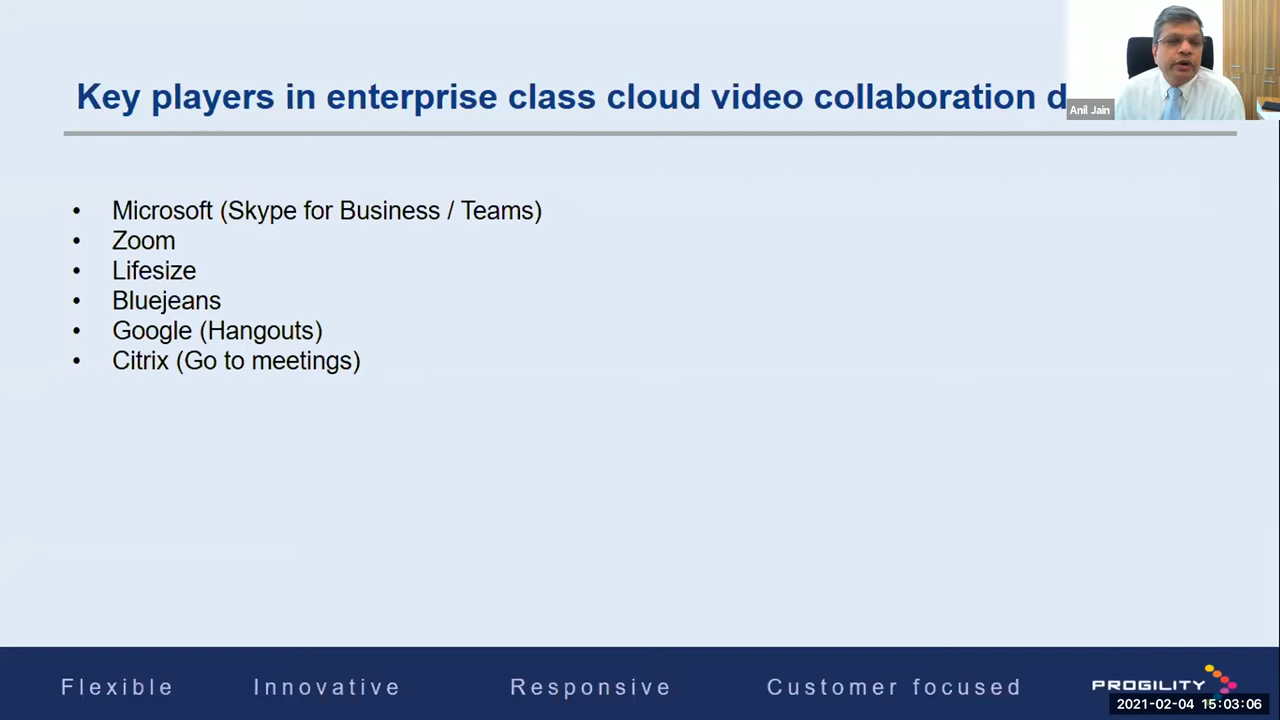 Key players in enterprise class cloud video collaboration
Anil Jain
• Microsoft (Skype for Business / Teams)
• Zoom
• Lifesize
• Bluejeans
• Google (Hangouts)
• Citrix (Go to meetings)
Flexible Innovative Responsive Customer focused PROGILITY
2021-02-04 15:03:06